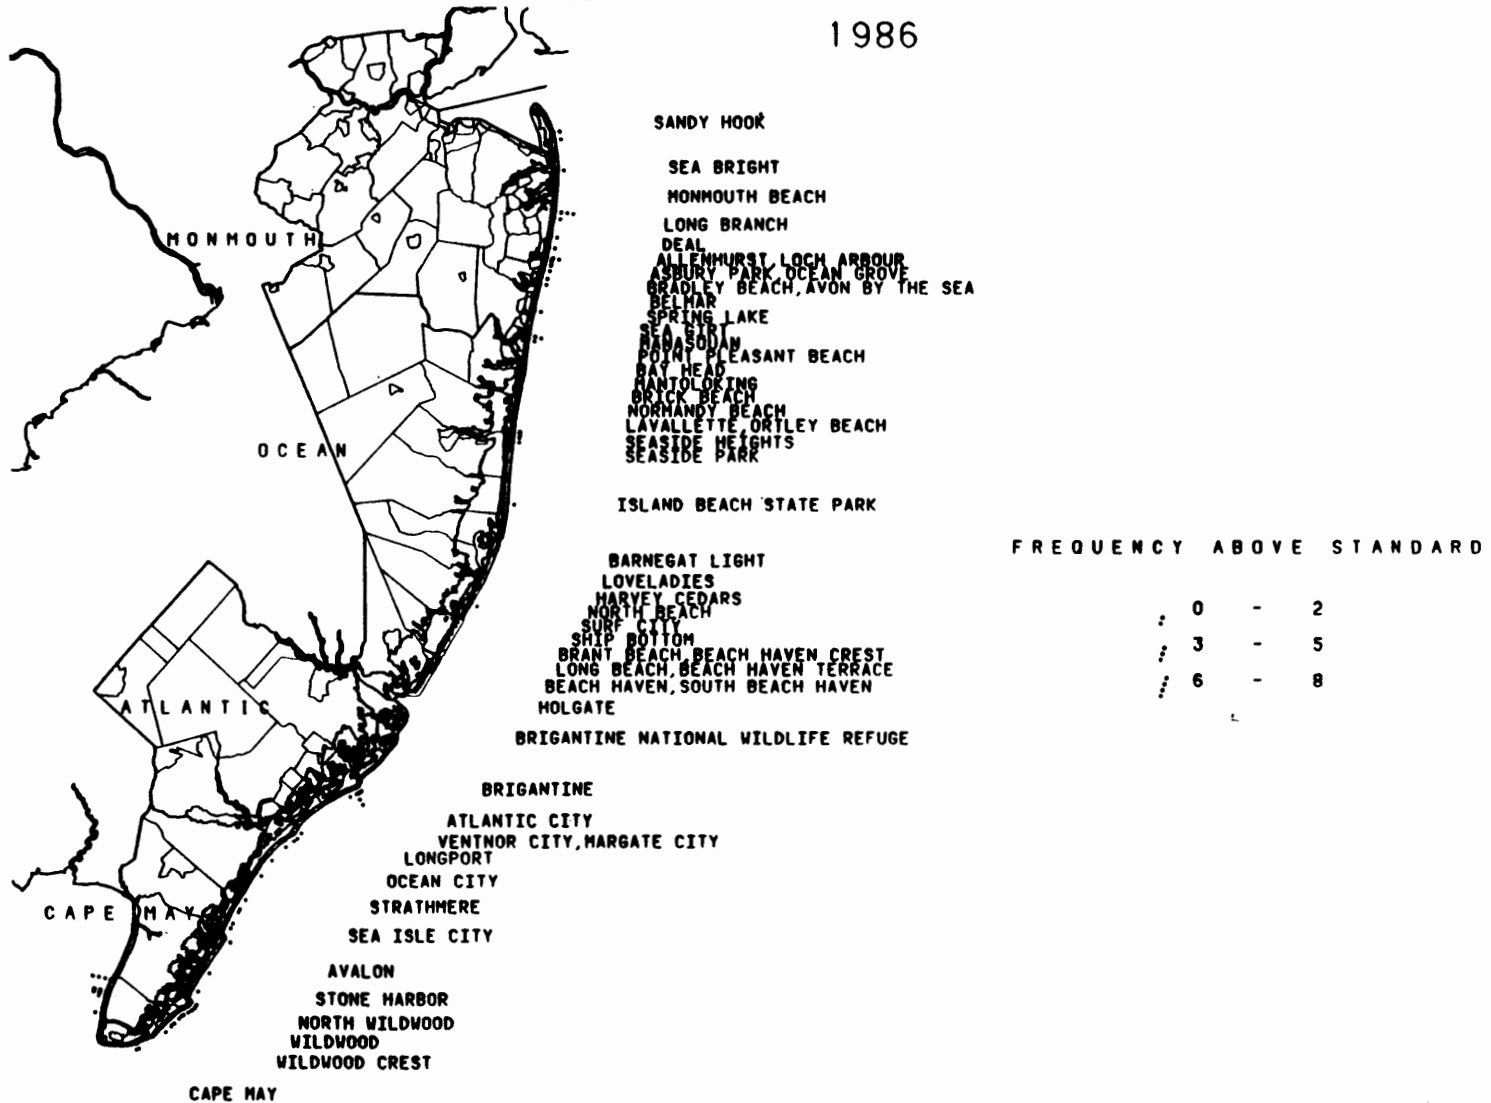 1986
SANDY HOOK
SEA BRIGHT
MONMOUTH BEACH
LONG BRANCH
MONMOUTH
DEAL
ALLENHURST, LOCH ARBOUR
ASBURY PARK, OCEAN GROVE
BRADLEY BEACH, AVON BY THE SEA
BELMAR
SPRING LAKE
SEA GIRT
MANASQUAN
POINT PLEASANT BEACH
BAY HEAD
MANTOLOKING
BRICK BEACH
NORMANDY BEACH
LAVALLETTE, ORTLEY BEACH
SEASIDE HEIGHTS
OCEAN
SEASIDE PARK
ISLAND BEACH STATE PARK
FREQUENCY ABOVE STANDARD
BARNEGAT LIGHT
LOVELADIES
HARVEY CEDARS
0 - 2
NORTH BEACH
SURF CITY
SHIP BOTTOM
3 - 5
BRANT BEACH, BEACH HAVEN CREST
LONG BEACH, BEACH HAVEN TERRACE
6 - 8
BEACH HAVEN, SOUTH BEACH HAVEN
ATLANTIC
HOLGATE
BRIGANTINE NATIONAL WILDLIFE REFUGE
BRIGANTINE
ATLANTIC CITY
VENTNOR CITY, MARGATE CITY
LONGPORT
OCEAN CITY
STRATHMERE
CAPE MAY
SEA ISLE CITY
AVALON
STONE HARBOR
NORTH WILDWOOD
WILDWOOD
WILDWOOD CREST
CAPE MAY